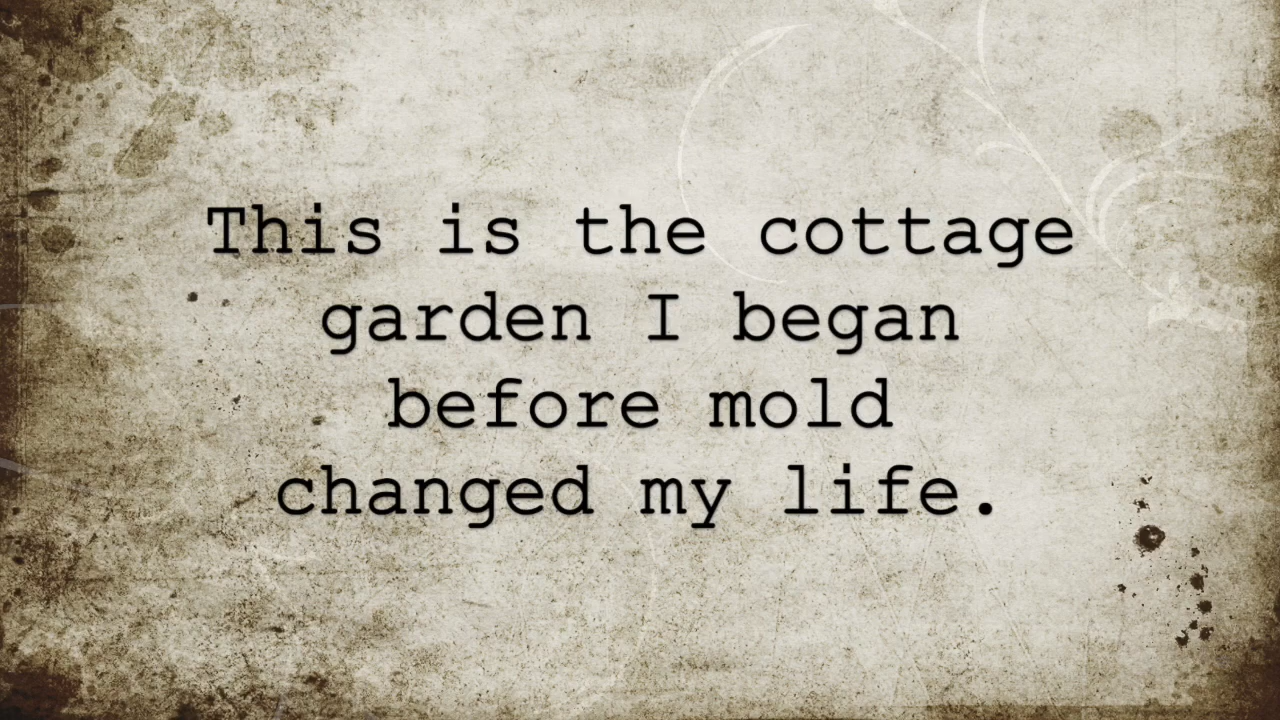 This is the cottage
garden I began
before mold
changed my life.